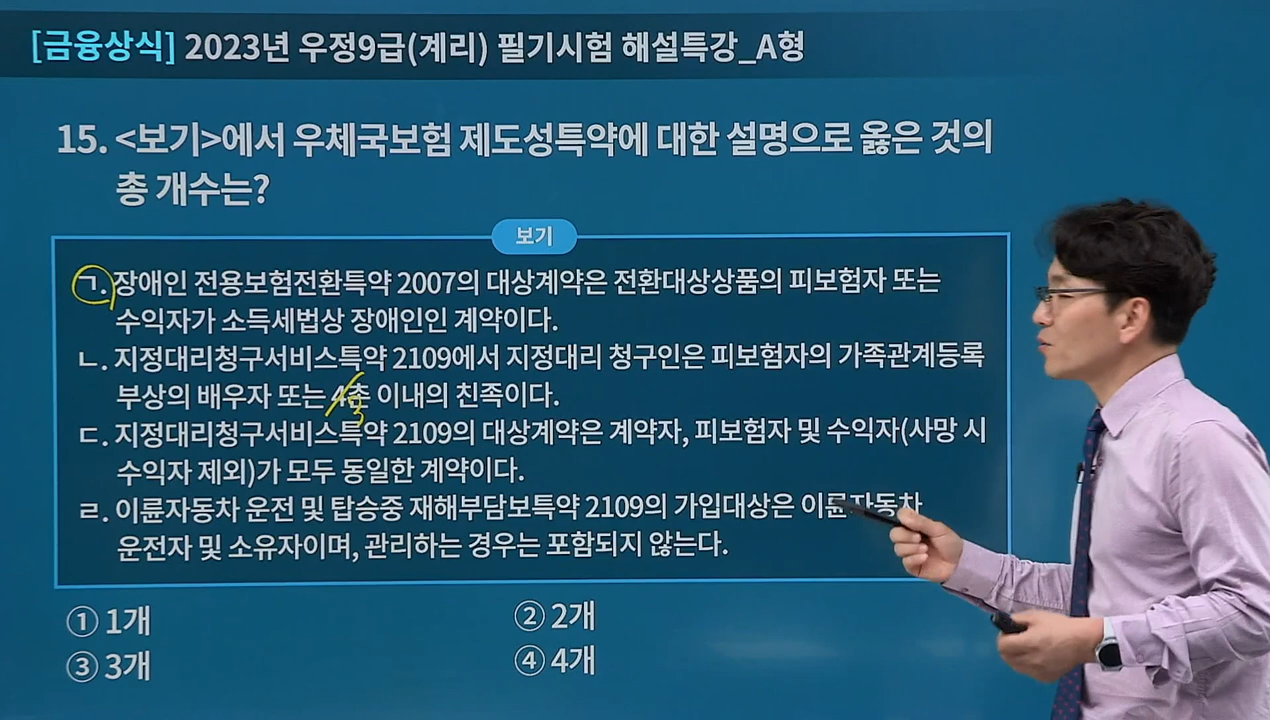 [금융상식] 2023년 우정9급(계리) 필기시험 해설특강_A형
15. <보기>에서 우체국보험 제도성특약에 대한 설명으로 옳은 것의
총 개수는?
보기
ㄱ. 장애인 전용보험전환특약 2007의 대상계약은 전환대상상품의 피보험자 또는
수익자가 소득세법상 장애인인 계약이다.
ㄴ. 지정대리청구서비스특약 2109에서 지정대리 청구인은 피보험자의 가족관계등록
부상의 배우자 또는 4촌 이내의 친족이다.
ㄷ. 지정대리청구서비스특약 2109의 대상계약은 계약자, 피보험자 및 수익자(사망 시
수익자 제외)가 모두 동일한 계약이다.
ㄹ. 이륜자동차 운전 및 탑승중 재해부담보특약 2109의 가입대상은 이륜자동차
운전자 및 소유자이며, 관리하는 경우는 포함되지 않는다.
① 1개
② 2개
③ 3개
④ 4개